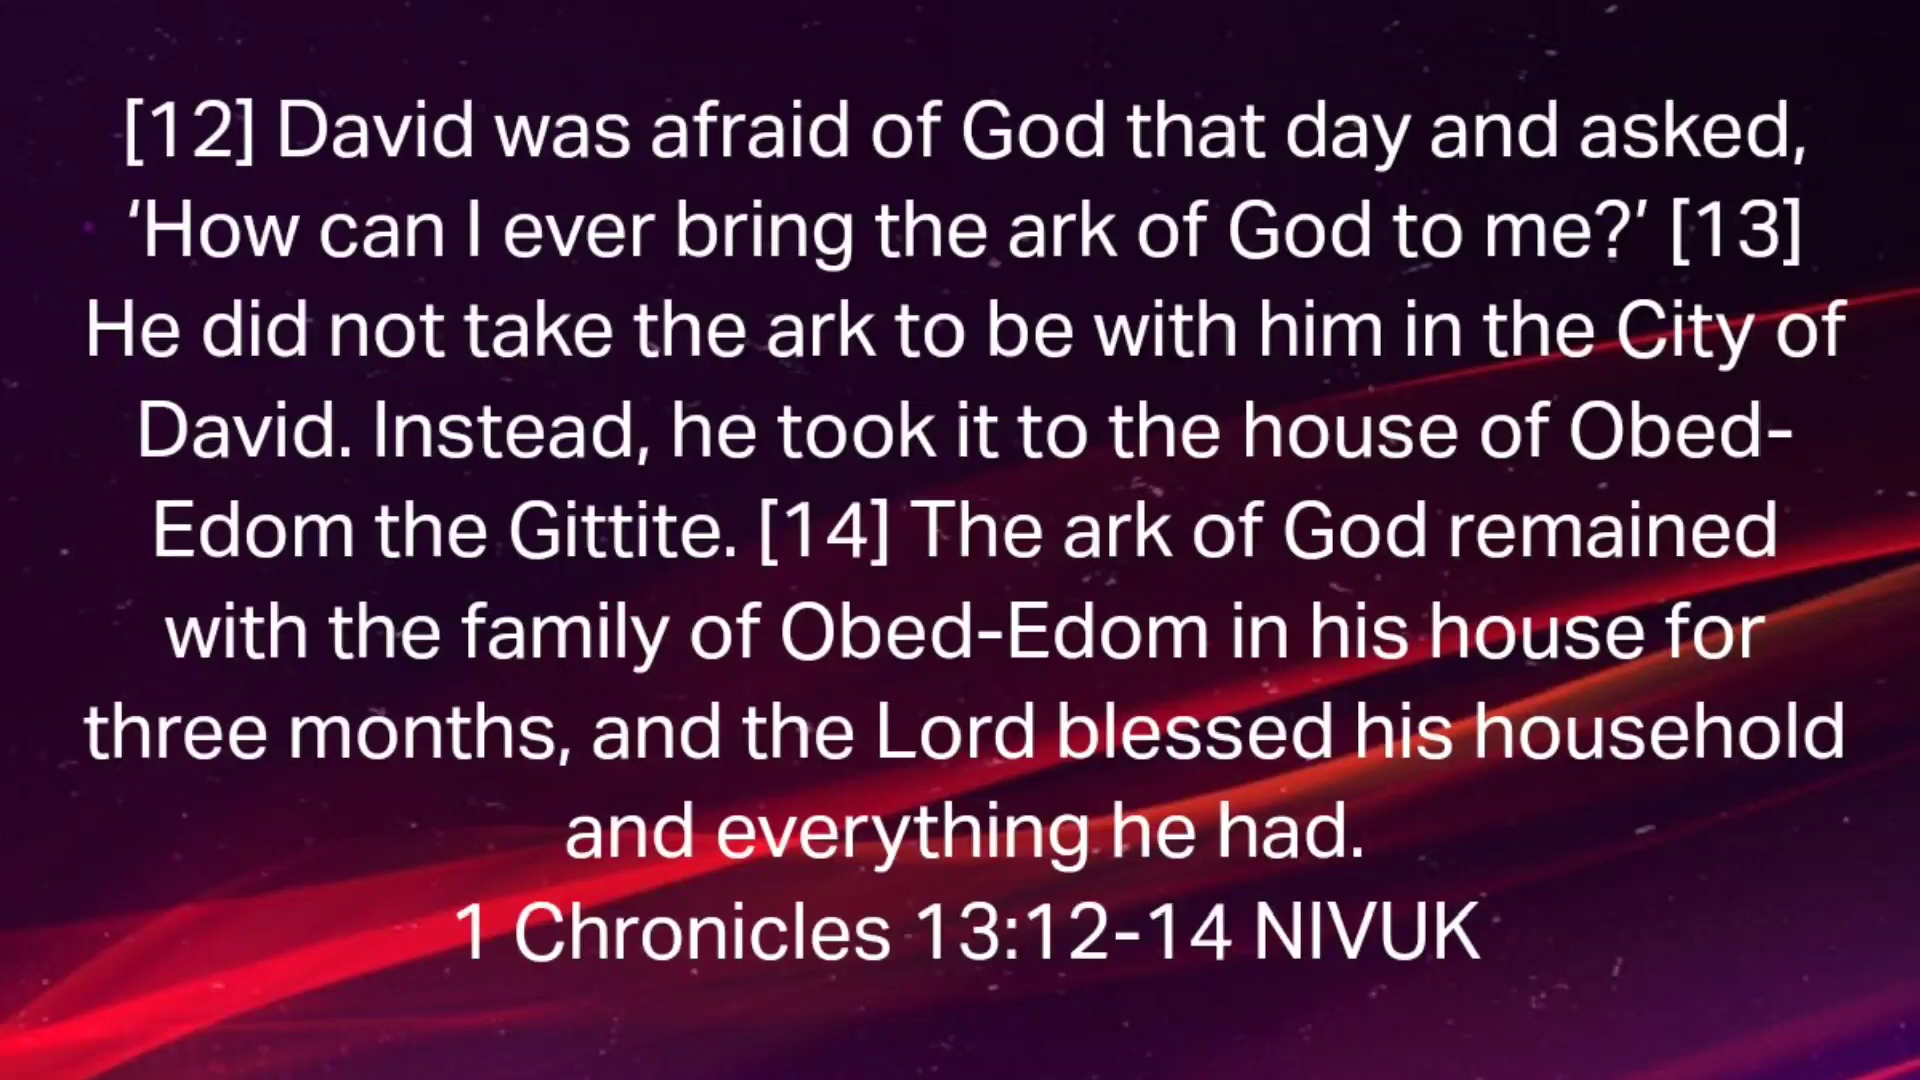 [12] David was afraid of God that day and asked,
‘How can I ever bring the ark of God to me?’ [13]
He did not take the ark to be with him in the City of
David. Instead, he took it to the house of Obed-
Edom the Gittite. [14] The ark of God remained
with the family of Obed-Edom in his house for
three months, and the Lord blessed his household
and everything he had.
1 Chronicles 13:12-14 NIVUK